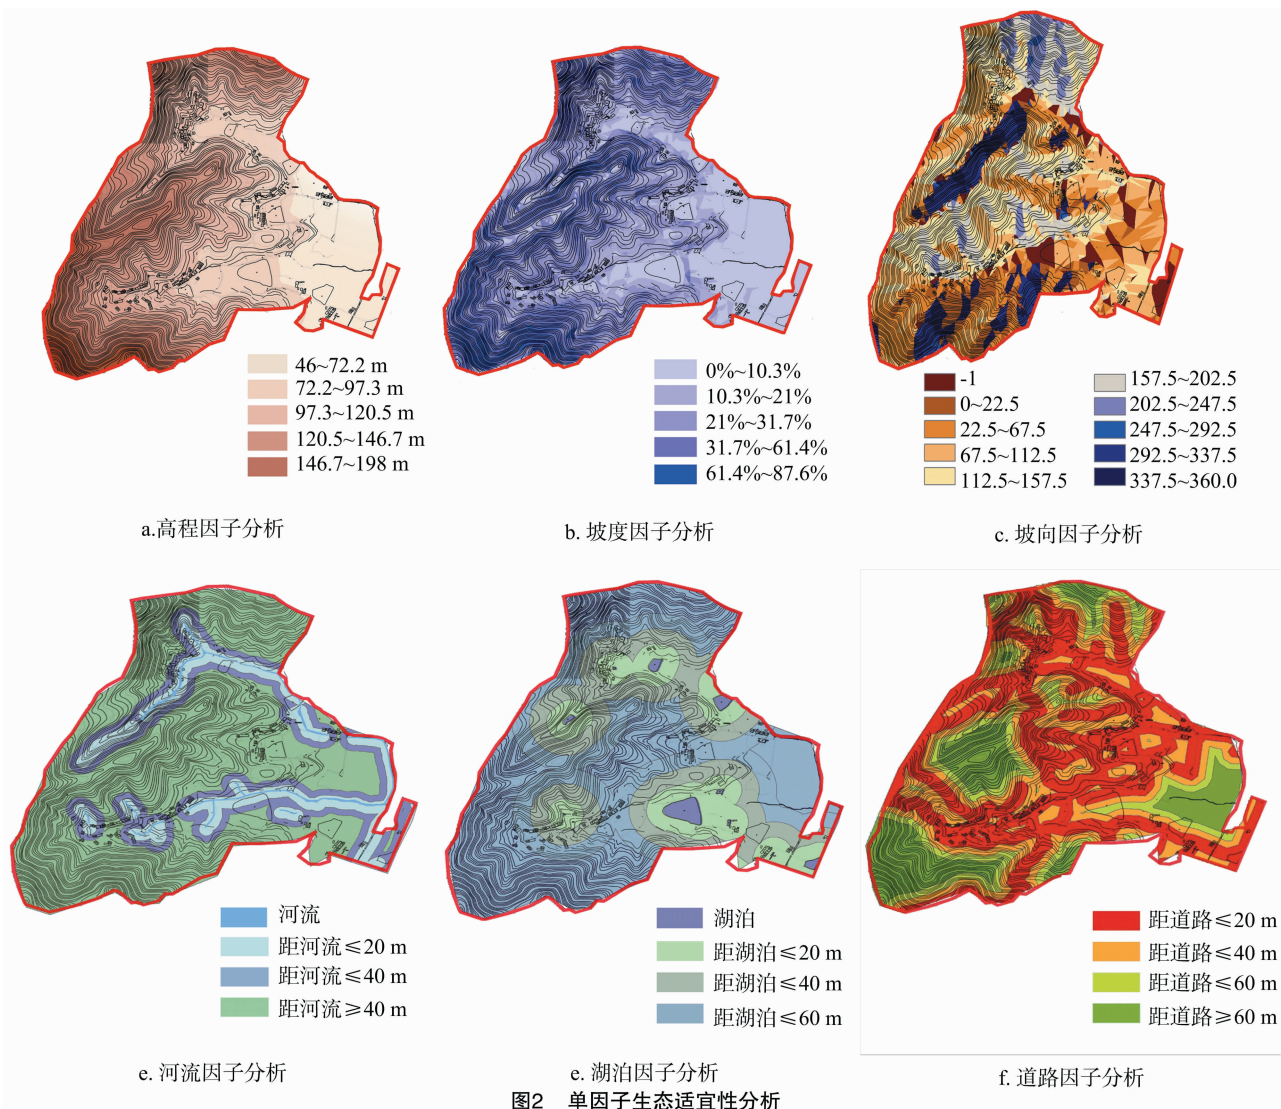 46~72.2 m
72.2~97.3 m
97.3~120.5 m
120.5~146.7 m
146.7~198 m
a.高程因子分析
0%~10.3%
10.3%~21%
21%~31.7%
31.7%~61.4%
61.4%~87.6%
b. 坡度因子分析
-1
0~22.5
22.5~67.5
67.5~112.5
112.5~157.5
157.5~202.5
202.5~247.5
247.5~292.5
292.5~337.5
337.5~360.0
c. 坡向因子分析
河流
距河流≤20 m
距河流≤40 m
距河流≥40 m
e. 河流因子分析
湖泊
距湖泊≤20 m
距湖泊≤40 m
距湖泊≤60 m
e. 湖泊因子分析
距道路≤20 m
距道路≤40 m
距道路≤60 m
距道路≥60 m
f. 道路因子分析
图2 单因子生态适宜性分析